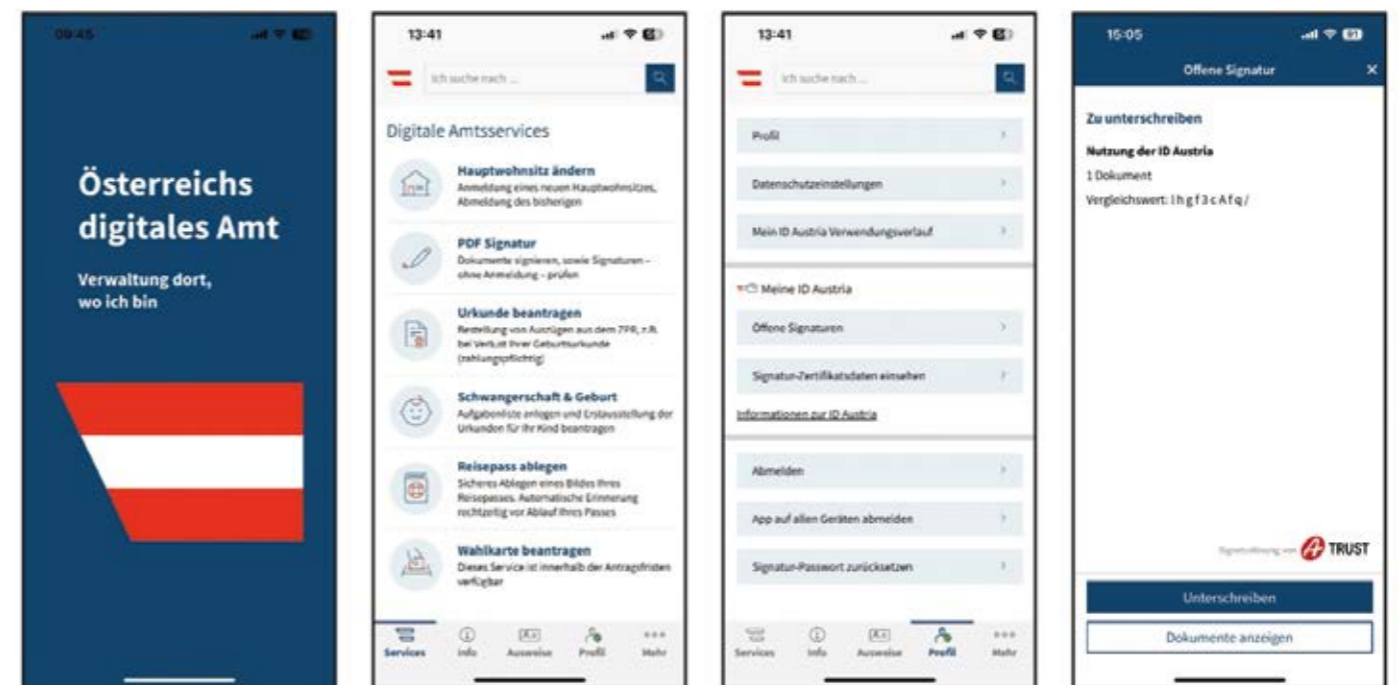 09:45
Österreichs
digitales Amt
Verwaltung dort,
wo ich bin
13:41
Ich suche nach ...
Digitale Amtsservices
Hauptwohnsitz ändern
Anmeldung eines neuen Hauptwohnsitzes,
Abmeldung des bisherigen
PDF Signatur
Dokumente signieren, sowie Signaturen –
ohne Anmeldung – prüfen
Urkunde beantragen
Bestellung von Auszügen aus dem ZPR, z.B.
bei Verlust Ihrer Geburtsurkunde
(zahlungspflichtig)
Schwangerschaft & Geburt
Aufgabenliste anlegen und Erstausstellung der
Urkunden für Ihr Kind beantragen
Reisepass ablegen
Sicheres Ablegen eines Bildes Ihres
Reisepasses. Automatische Erinnerung
rechtzeitig vor Ablauf Ihres Passes
Wahlkarte beantragen
Dieses Service ist innerhalb der Antragsfristen
verfügbar
Services Info Ausweise Profil Mehr
13:41
Ich suche nach ...
Profil
Datenschutzeinstellungen
Mein ID Austria Verwendungsverlauf
Meine ID Austria
Offene Signaturen
Signatur-Zertifikatsdaten einsehen
Informationen zur ID Austria
Abmelden
App auf allen Geräten abmelden
Signatur-Passwort zurücksetzen
Services Info Ausweise Profil Mehr
15:05
91
Offene Signatur
Zu unterschreiben
Nutzung der ID Austria
1 Dokument
Vergleichswert: l h g f 3 c A f q /
Signaturlösung von A TRUST
Unterschreiben
Dokumente anzeigen